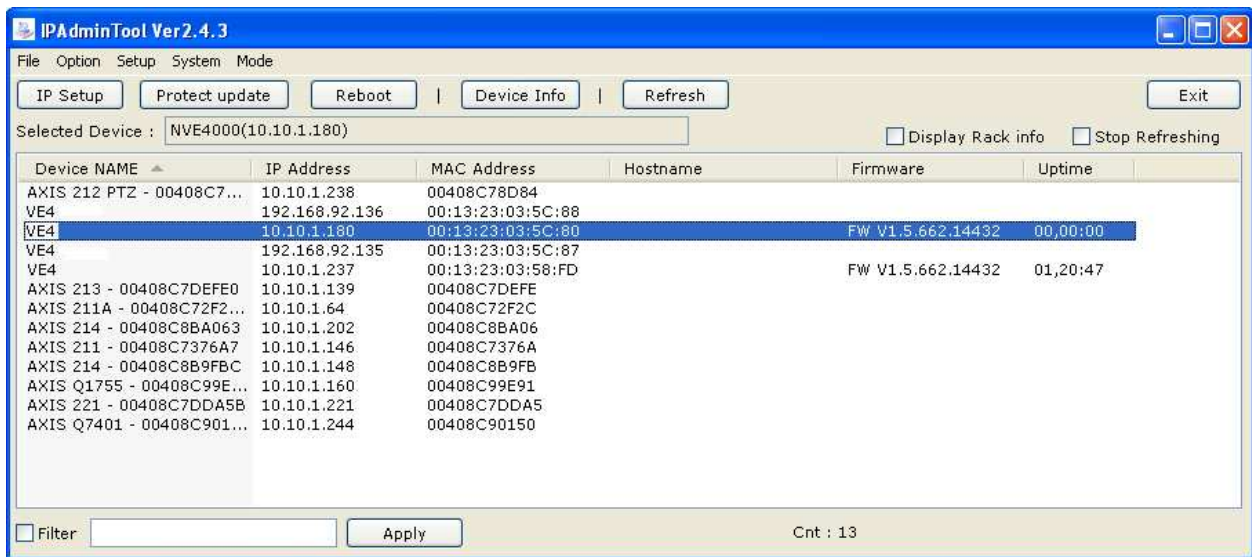 IPAdminTool Ver2.4.3
File Option Setup System Mode
IP Setup Protect update Reboot | Device Info | Refresh Exit
Selected Device : NVE4000(10.10.1.180) Display Rack info Stop Refreshing
Device NAME IP Address MAC Address Hostname Firmware Uptime
AXIS 212 PTZ - 00408C7... 10.10.1.238 00408C78D84
VE4 192.168.92.136 00:13:23:03:5C:88
VE4 10.10.1.180 00:13:23:03:5C:80 FW V1.5.662.14432 00,00:00
VE4 192.168.92.135 00:13:23:03:5C:87
VE4 10.10.1.237 00:13:23:03:58:FD FW V1.5.662.14432 01,20:47
AXIS 213 - 00408C7DEFE0 10.10.1.139 00408C7DEFE
AXIS 211A - 00408C72F2... 10.10.1.64 00408C72F2C
AXIS 214 - 00408C8BA063 10.10.1.202 00408C8BA06
AXIS 211 - 00408C7376A7 10.10.1.146 00408C7376A
AXIS 214 - 00408C8B9FBC 10.10.1.148 00408C8B9FB
AXIS Q1755 - 00408C99E... 10.10.1.160 00408C99E91
AXIS 221 - 00408C7DDA5B 10.10.1.221 00408C7DDA5
AXIS Q7401 - 00408C901... 10.10.1.244 00408C90150
Filter Apply Cnt : 13